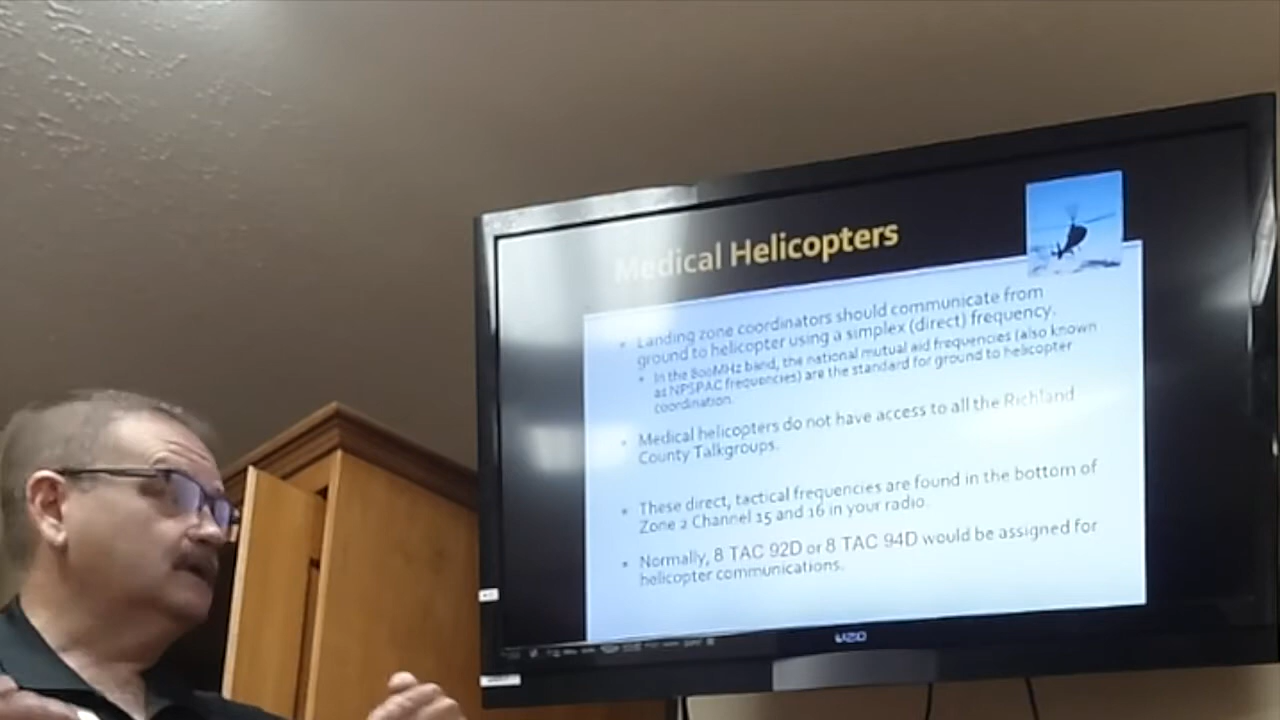 Medical Helicopters
• Landing zone coordinators should communicate from
ground to helicopter using a simplex (direct) frequency.
• In the 800MHz band, the national mutual aid frequencies (also known
as NPSPAC frequencies) are the standard for ground to helicopter
coordination.
• Medical helicopters do not have access to all the Richland
County Talkgroups.
• These direct, tactical frequencies are found in the bottom of
Zone 2 Channel 15 and 16 in your radio.
• Normally, 8 TAC 92D or 8 TAC 94D would be assigned for
helicopter communications.
VIZIO